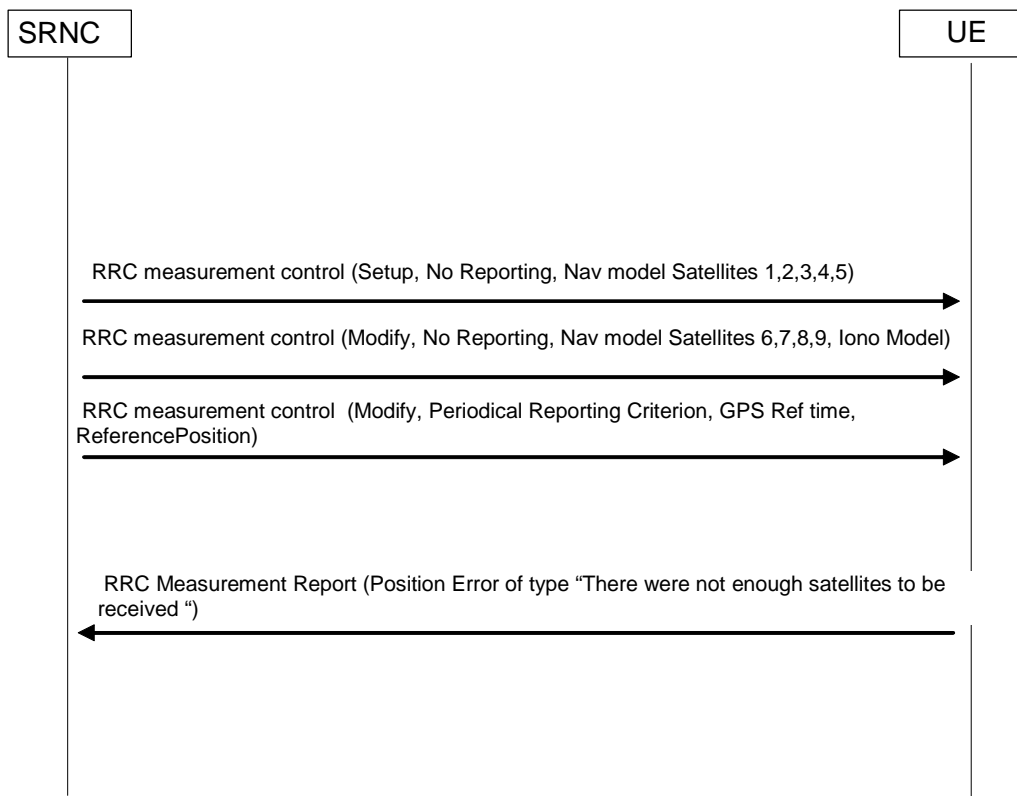 SRNC
UE
RRC measurement control (Setup, No Reporting, Nav model Satellites 1,2,3,4,5)
RRC measurement control (Modify, No Reporting, Nav model Satellites 6,7,8,9, Iono Model)
RRC measurement control  (Modify, Periodical Reporting Criterion, GPS Ref time,
ReferencePosition)
RRC Measurement Report (Position Error of type “There were not enough satellites to be
received “)